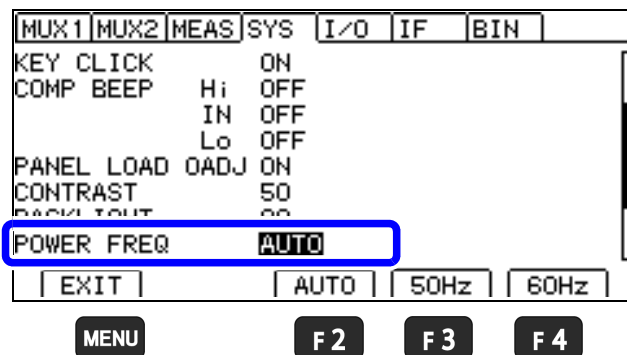 MUX1 MUX2 MEAS SYS I/O IF BIN
KEY CLICK ON
COMP BEEP Hi OFF
IN OFF
Lo OFF
PANEL LOAD OADJ ON
CONTRAST 50
POWER FREQ AUTO
EXIT AUTO 50Hz 60Hz
MENU F2 F3 F4